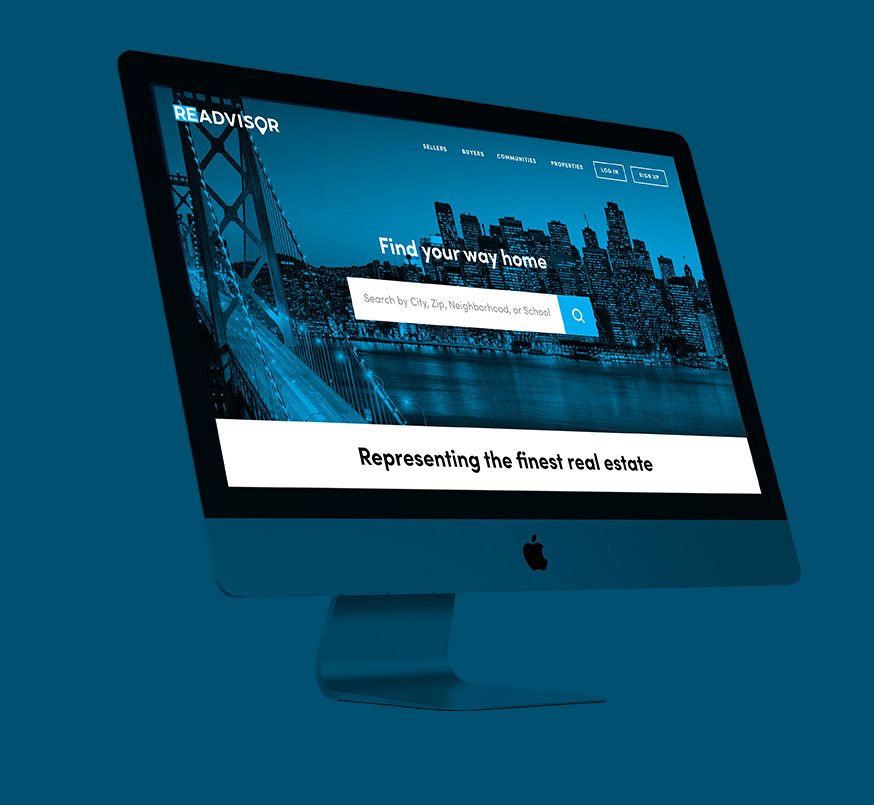 READVISOR
SELLERS
BUYERS
COMMUNITIES
PROPERTIES
LOG IN
SIGN UP
Find your way home
Search by City, Zip, Neighborhood, or School
Representing the finest real estate